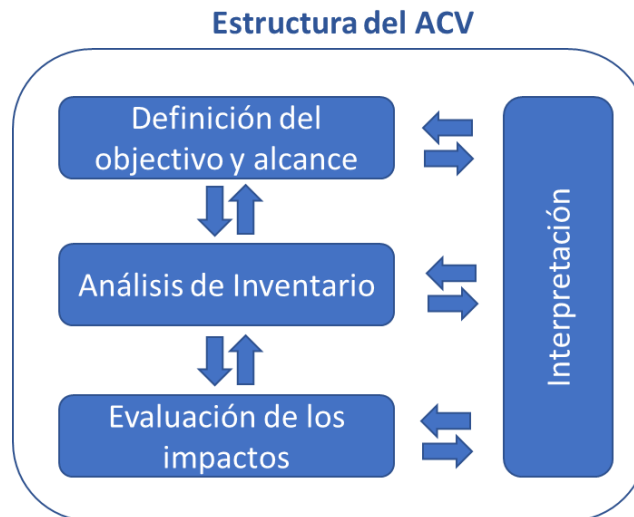 Estructura del ACV
Definición del
objectivo y alcance
Análisis de Inventario
Evaluación de los
impactos
Interpretación